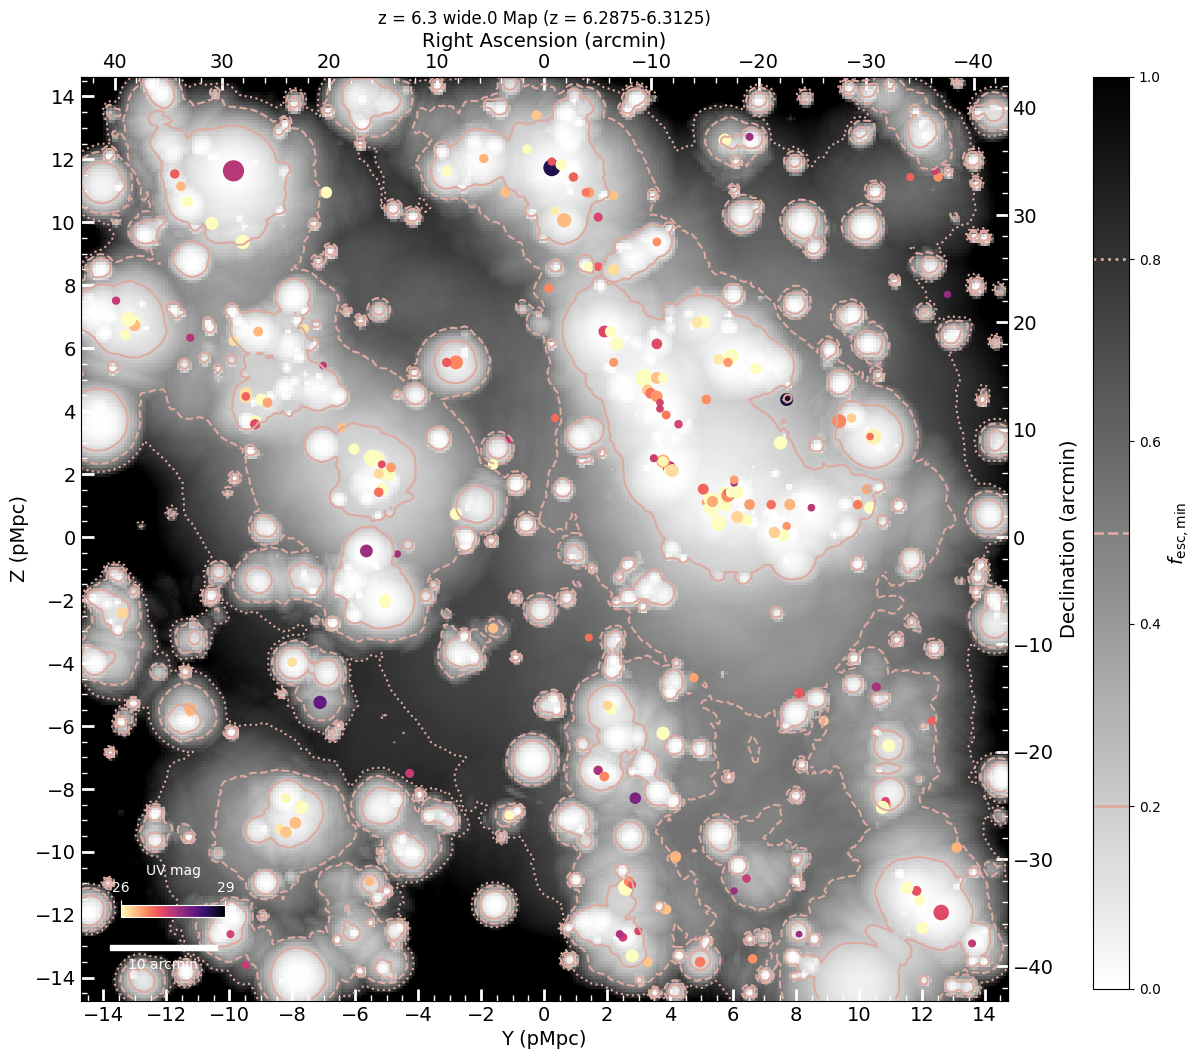 z = 6.3 wide.0 Map (z = 6.2875-6.3125)
Right Ascension (arcmin)
40 30 20 10 0 −10 −20 −30 −40
14 12 10 8 6 4 2 0 −2 −4 −6 −8 −10 −12 −14
Z (pMpc)
UV mag
26 29
10 arcmin
−14 −12 −10 −8 −6 −4 −2 0 2 4 6 8 10 12 14
Y (pMpc)
40 30 20 10 0 −10 −20 −30 −40
Declination (arcmin)
1.0 0.8 0.6 0.4 0.2 0.0
f_esc,min